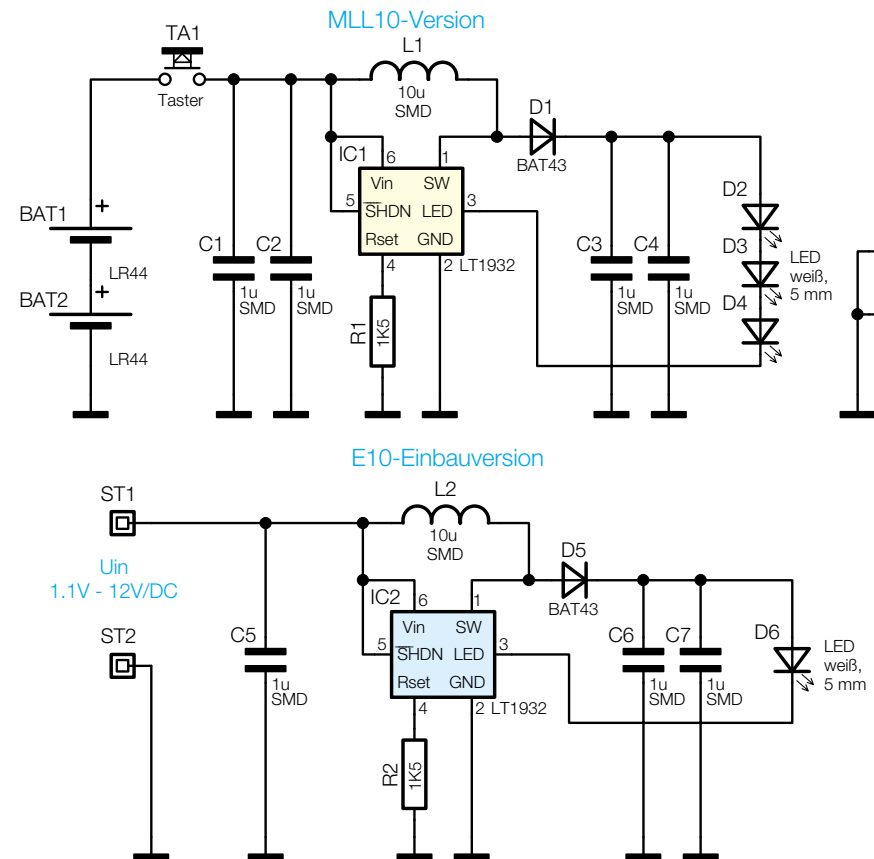 MLL10-Version
TA1
Taster
L1
10u
SMD
D1
BAT43
IC1
6
1
Vin
SW
5
SHDN
LED
3
Rset
GND
4
2
LT1932
BAT1
+
LR44
BAT2
+
LR44
C1
1u
SMD
C2
1u
SMD
R1
1K5
C3
1u
SMD
C4
1u
SMD
D2
D3
D4
LED
weiß,
5 mm
E10-Einbauversion
ST1
Uin
1.1V - 12V/DC
ST2
L2
10u
SMD
D5
BAT43
IC2
6
1
Vin
SW
5
SHDN
LED
3
Rset
GND
4
2
LT1932
C5
1u
SMD
R2
1K5
C6
1u
SMD
C7
1u
SMD
D6
LED
weiß,
5 mm